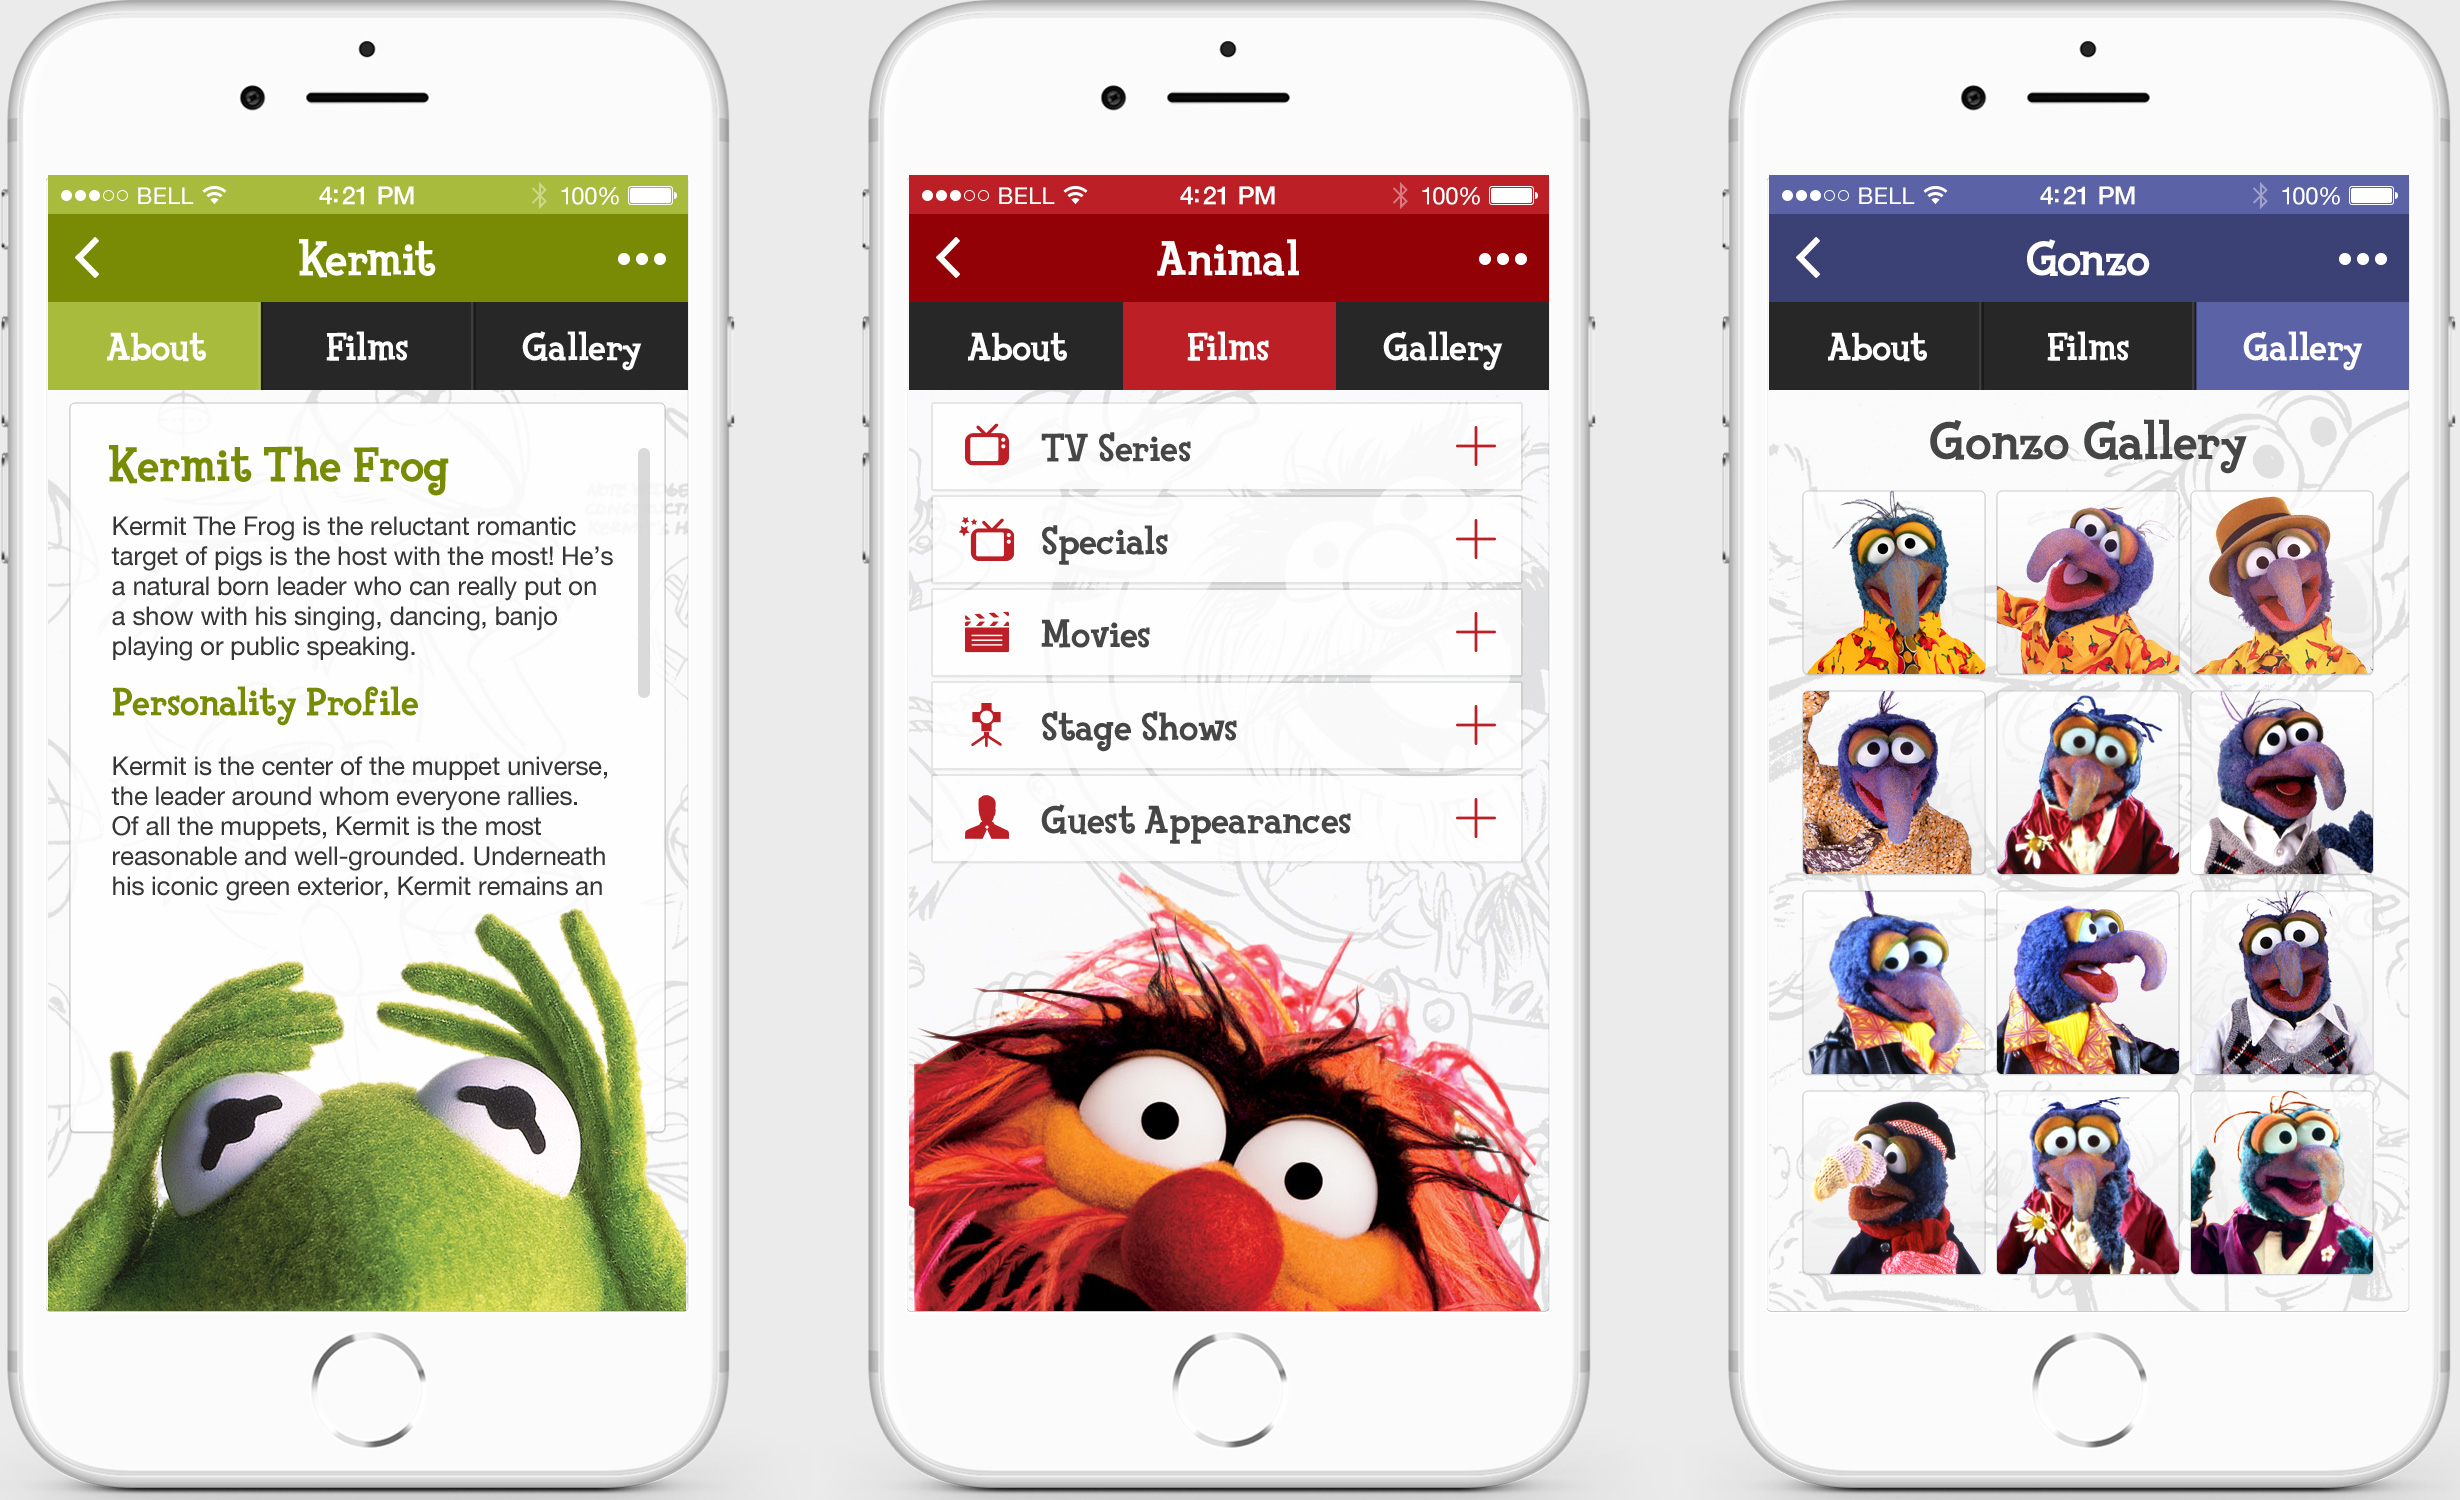 BELL 4:21 PM 100%
Kermit
About Films Gallery
Kermit The Frog
Kermit The Frog is the reluctant romantic
target of pigs is the host with the most! He's
a natural born leader who can really put on
a show with his singing, dancing, banjo
playing or public speaking.
Personality Profile
Kermit is the center of the muppet universe,
the leader around whom everyone rallies.
Of all the muppets, Kermit is the most
reasonable and well-grounded. Underneath
his iconic green exterior, Kermit remains an
BELL 4:21 PM 100%
Animal
About Films Gallery
TV Series
Specials
Movies
Stage Shows
Guest Appearances
BELL 4:21 PM 100%
Gonzo
About Films Gallery
Gonzo Gallery